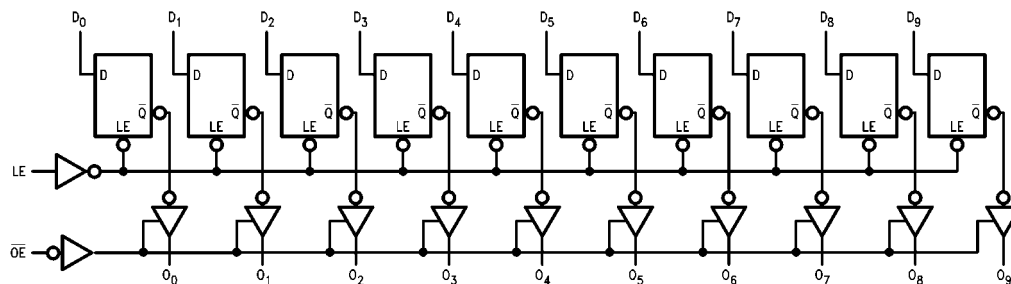 D0 D1 D2 D3 D4 D5 D6 D7 D8 D9
D D D D D D D D D D
Q̅ Q̅ Q̅ Q̅ Q̅ Q̅ Q̅ Q̅ Q̅ Q̅
LE LE LE LE LE LE LE LE LE LE
LE
O̅E̅
O0 O1 O2 O3 O4 O5 O6 O7 O8 O9